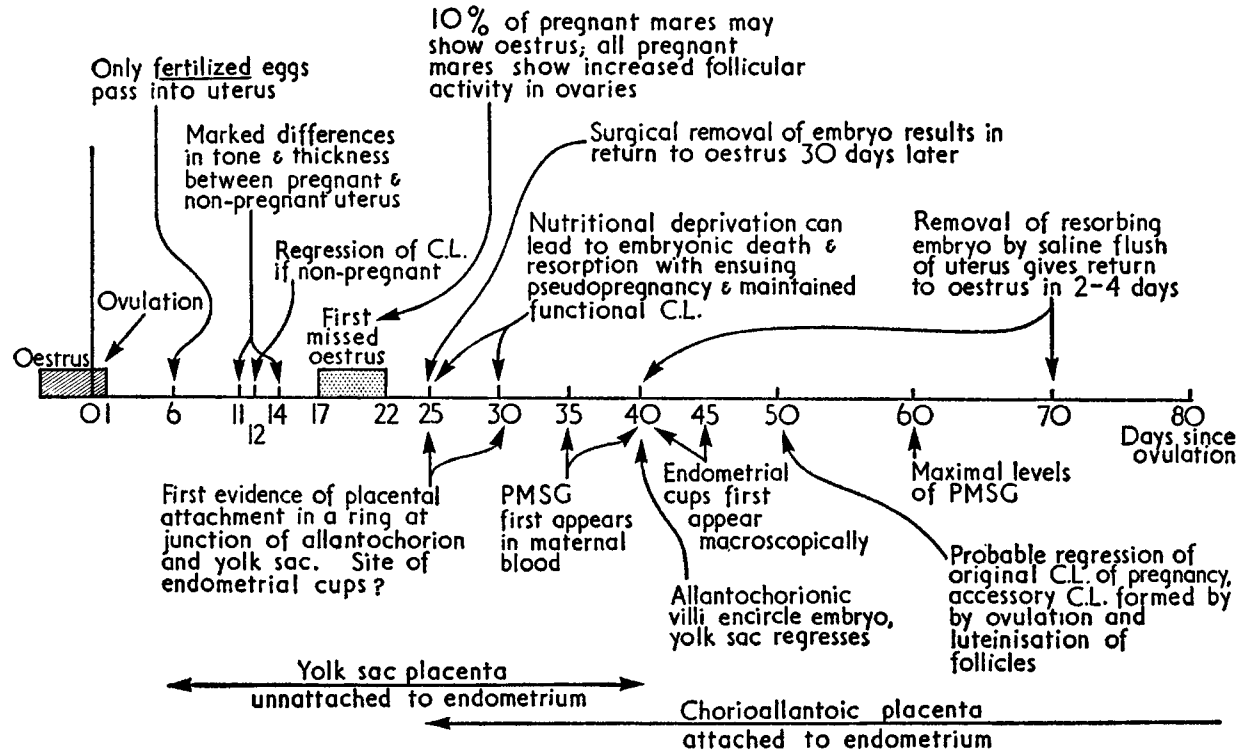 10% of pregnant mares may
show oestrus; all pregnant
mares show increased follicular
activity in ovaries
Only fertilized eggs
pass into uterus
Marked differences
in tone & thickness
between pregnant &
non-pregnant uterus
Surgical removal of embryo results in
return to oestrus 30 days later
Regression of C.L.
if non-pregnant
Nutritional deprivation can
lead to embryonic death &
resorption with ensuing
pseudopregnancy & maintained
functional C.L.
Removal of resorbing
embryo by saline flush
of uterus gives return
to oestrus in 2-4 days
Ovulation
First
missed
oestrus
Oestrus
0 1 6 11 12 14 17 22 25 30 35 40 45 50 60 70 80
Days since
ovulation
First evidence of placental
attachment in a ring at
junction of allantochorion
and yolk sac. Site of
endometrial cups?
PMSG
first appears
in maternal
blood
Endometrial
cups first
appear
macroscopically
Maximal levels
of PMSG
Allantochorionic
villi encircle embryo,
yolk sac regresses
Probable regression of
original C.L. of pregnancy,
accessory C.L. formed by
by ovulation and
luteinisation of
follicles
Yolk sac placenta
unattached to endometrium
Chorioallantoic placenta
attached to endometrium